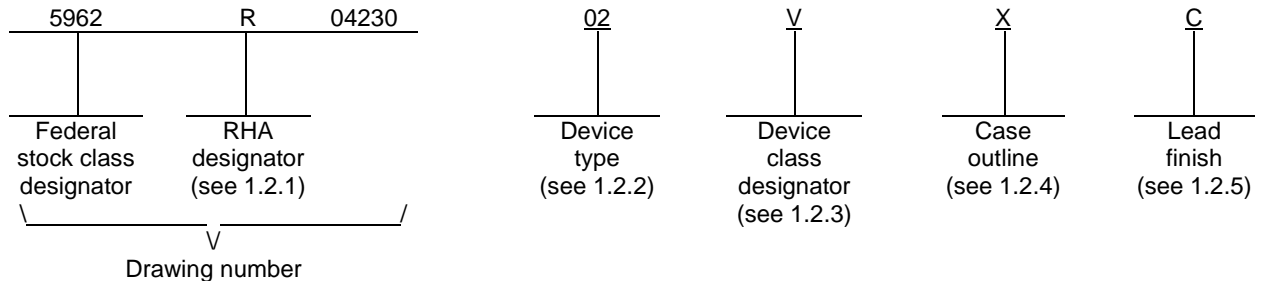 5962 R 04230 02 V X C
Federal stock class designator
RHA designator (see 1.2.1)
Device type (see 1.2.2)
Device class designator (see 1.2.3)
Case outline (see 1.2.4)
Lead finish (see 1.2.5)
Drawing number